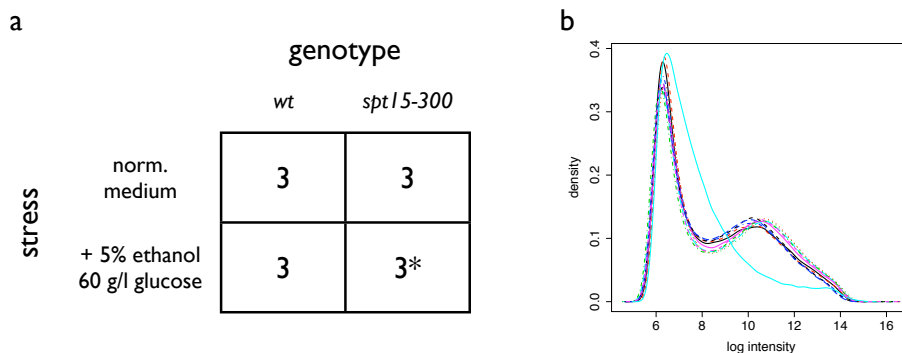 a
genotype
wt spt15-300
stress
norm.
medium
3 3
+ 5% ethanol
60 g/l glucose
3 3*
b
density
0.4
0.3
0.2
0.1
0.0
6 8 10 12 14 16
log intensity